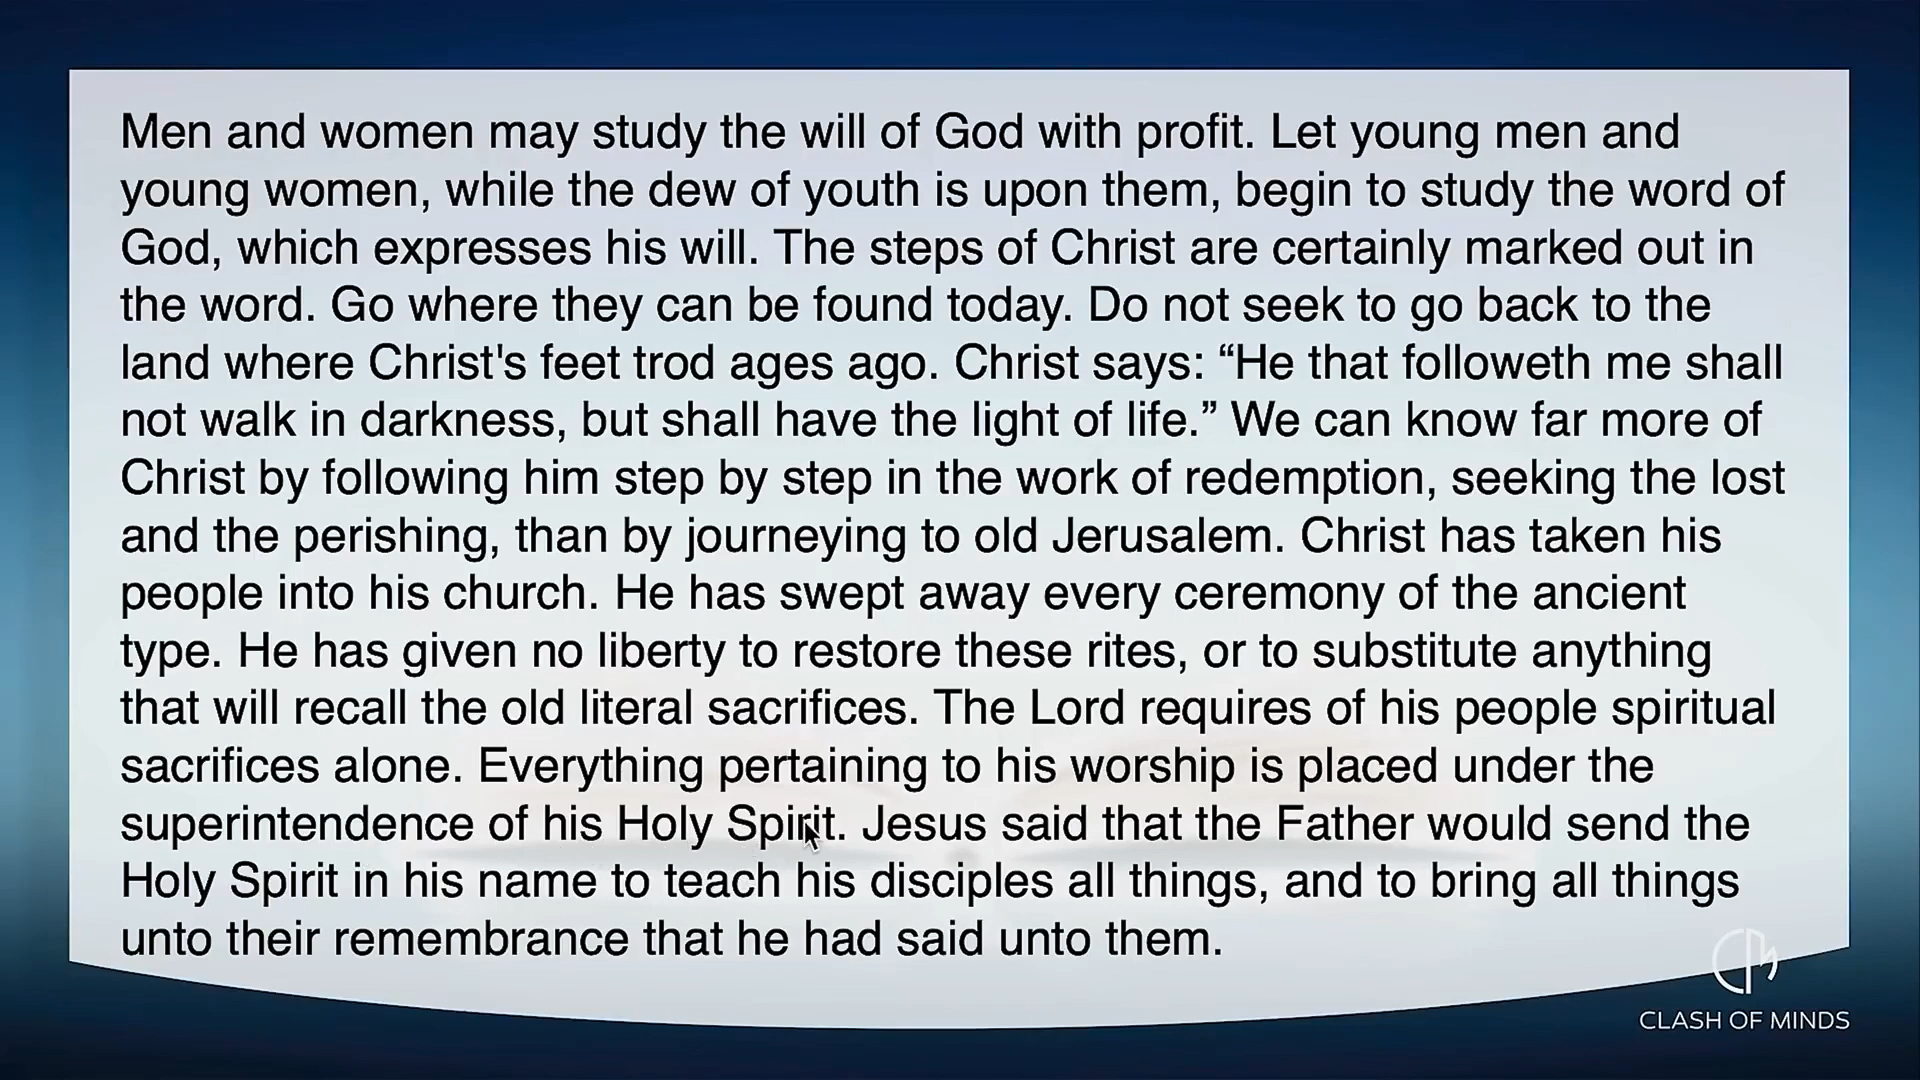 Men and women may study the will of God with profit. Let young men and
young women, while the dew of youth is upon them, begin to study the word of
God, which expresses his will. The steps of Christ are certainly marked out in
the word. Go where they can be found today. Do not seek to go back to the
land where Christ's feet trod ages ago. Christ says: “He that followeth me shall
not walk in darkness, but shall have the light of life.” We can know far more of
Christ by following him step by step in the work of redemption, seeking the lost
and the perishing, than by journeying to old Jerusalem. Christ has taken his
people into his church. He has swept away every ceremony of the ancient
type. He has given no liberty to restore these rites, or to substitute anything
that will recall the old literal sacrifices. The Lord requires of his people spiritual
sacrifices alone. Everything pertaining to his worship is placed under the
superintendence of his Holy Spirit. Jesus said that the Father would send the
Holy Spirit in his name to teach his disciples all things, and to bring all things
unto their remembrance that he had said unto them.
CLASH OF MINDS